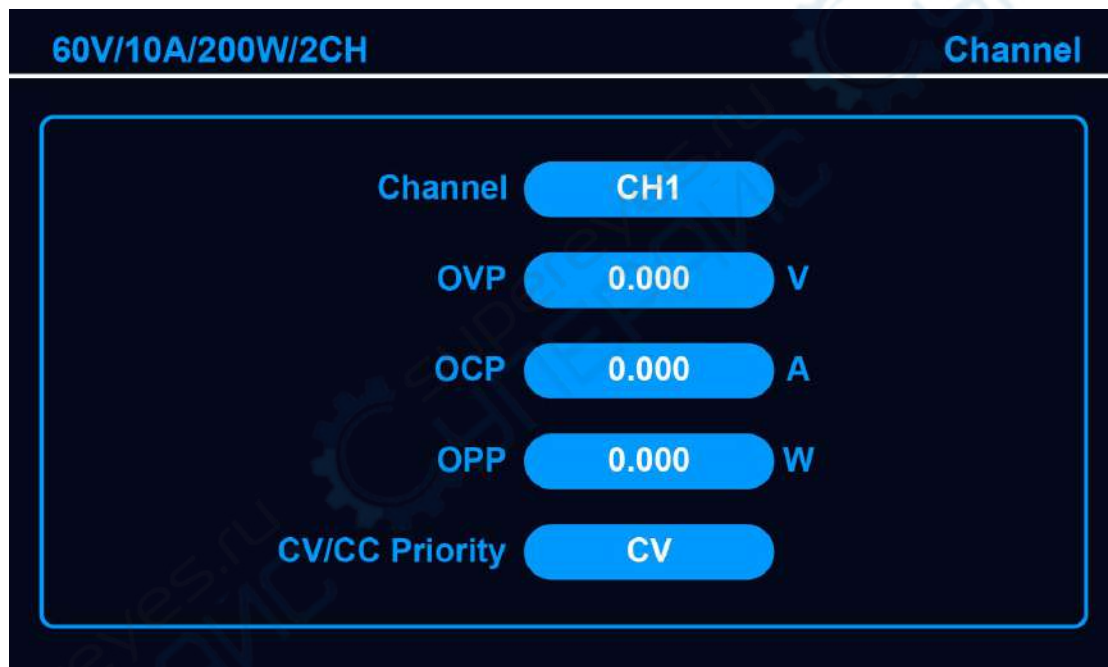 60V/10A/200W/2CH Channel
Channel CH1
OVP 0.000 V
OCP 0.000 A
OPP 0.000 W
CV/CC Priority CV